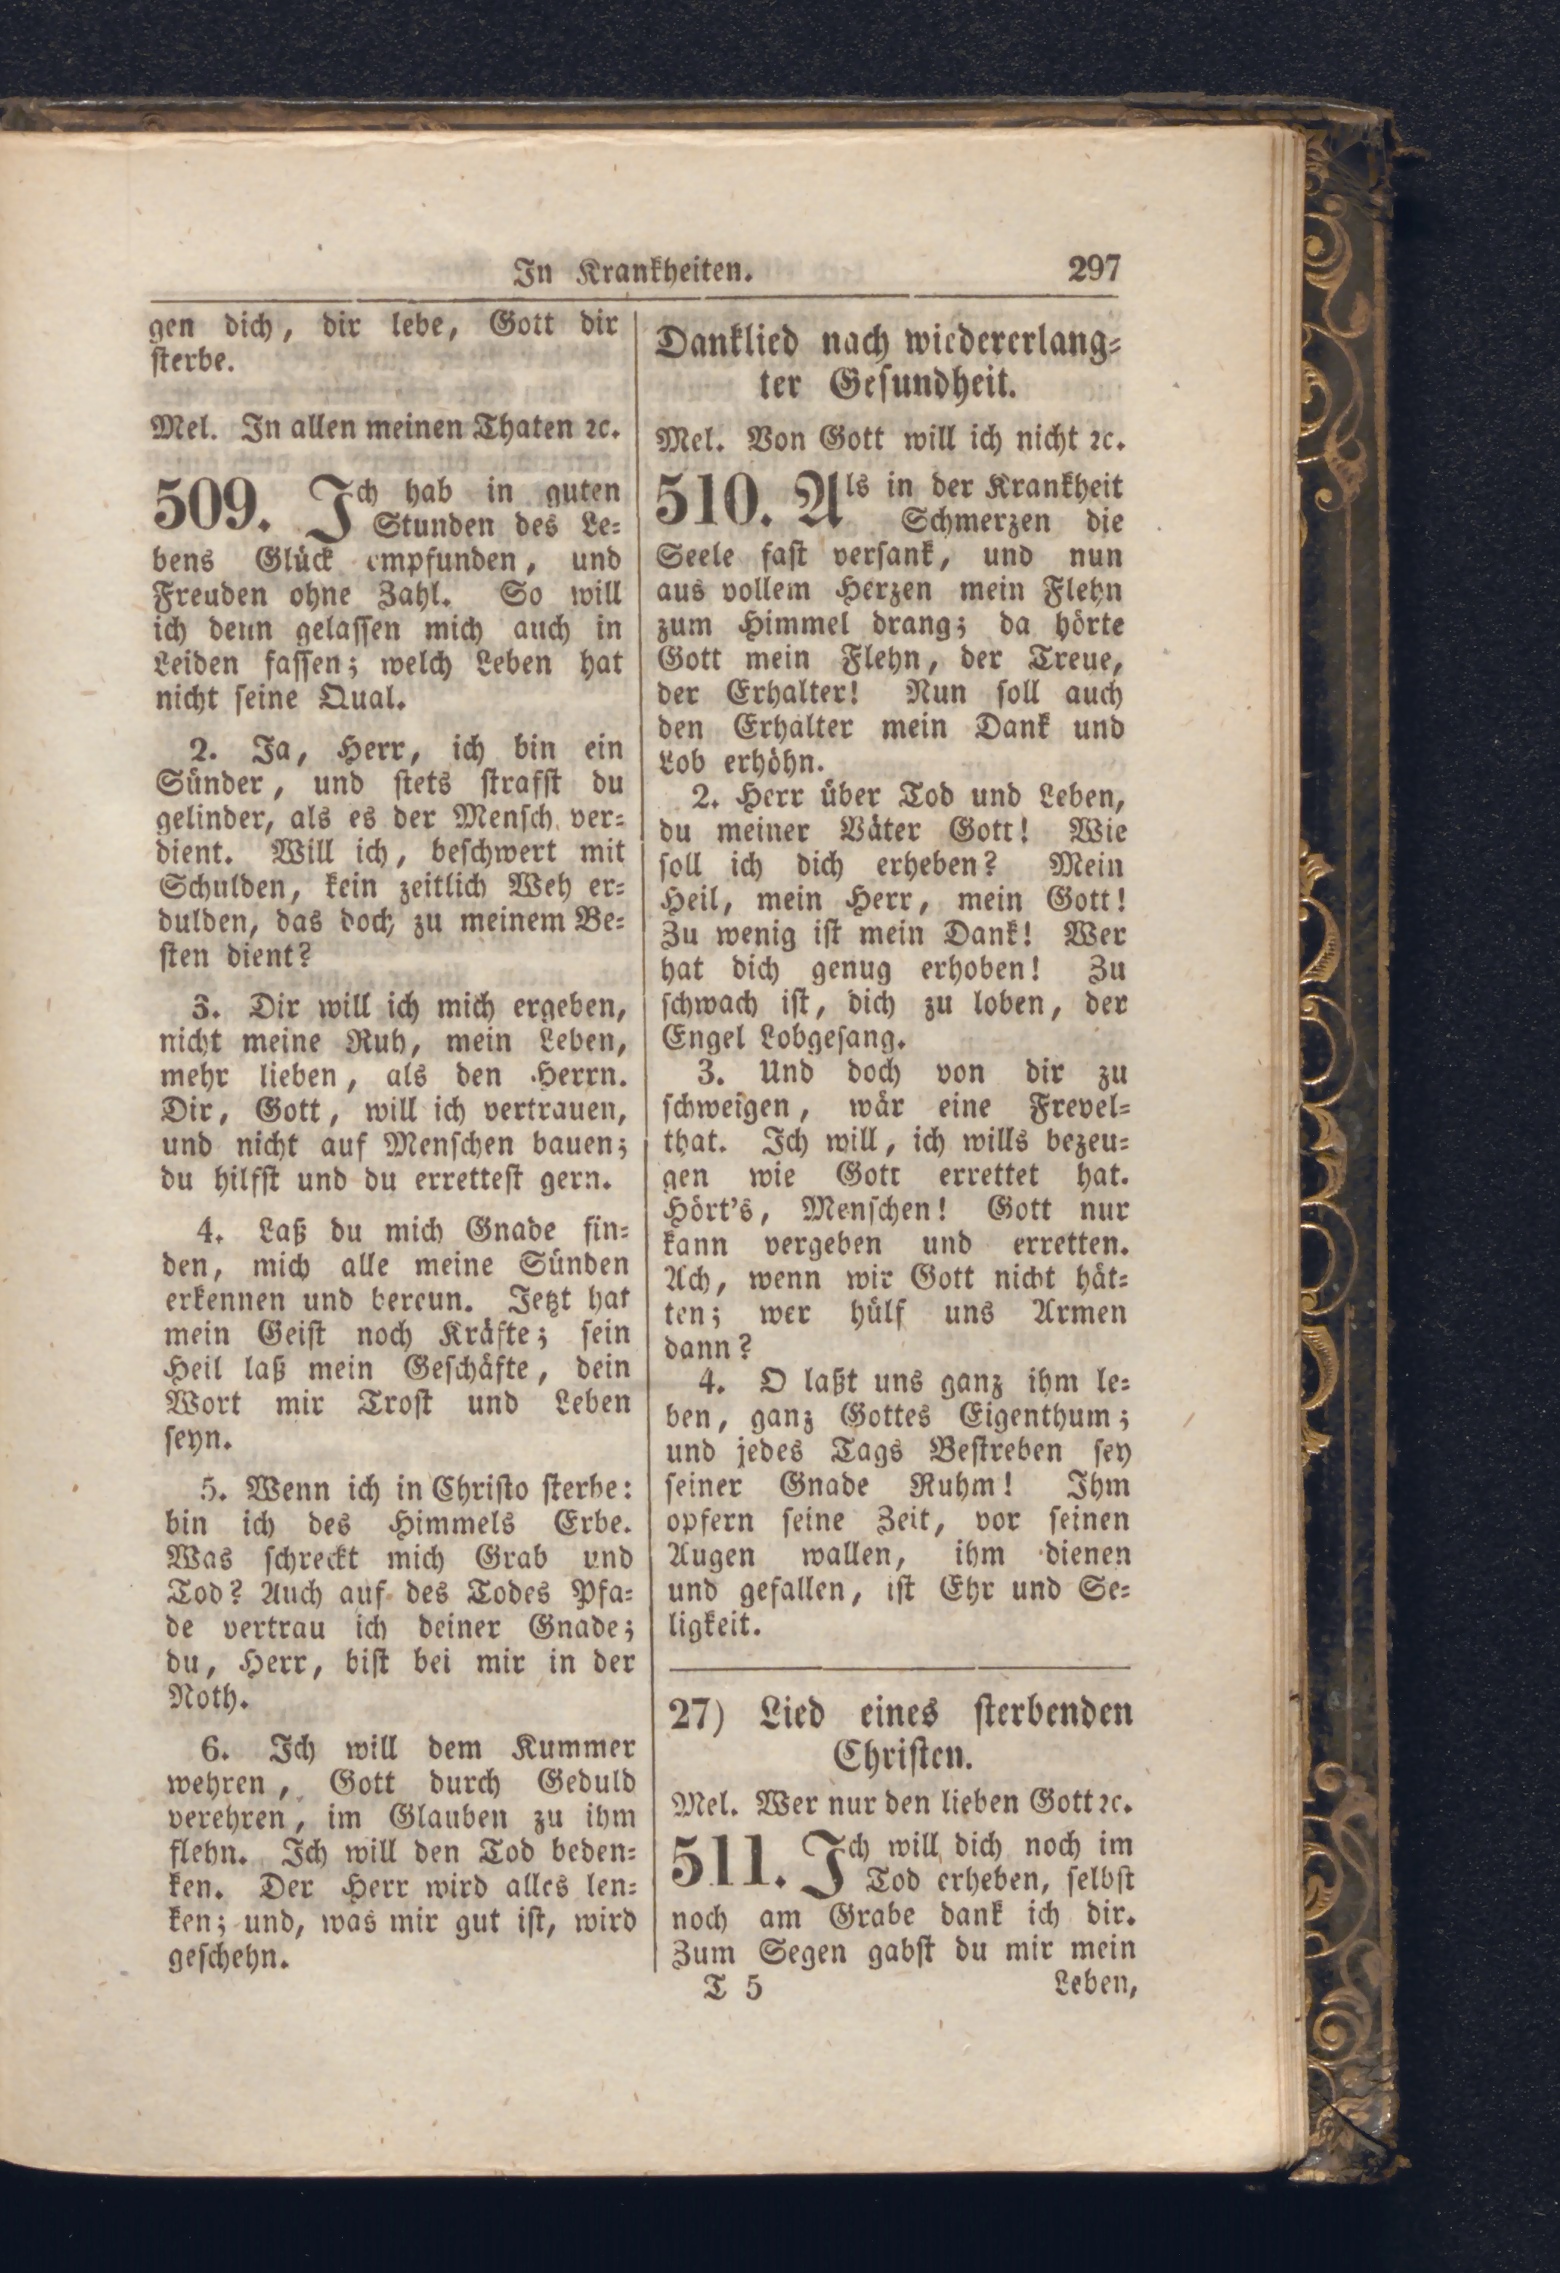 In Krankheiten. 297
gen dich, dir lebe, Gott dir
sterbe.
Mel. In allen meinen Thaten ꝛc.
509. Ich hab in guten
Stunden des Le-
bens Glück empfunden, und
Freuden ohne Zahl. So will
ich denn gelassen mich auch in
Leiden fassen; welch Leben hat
nicht seine Qual.
2. Ja, Herr, ich bin ein
Sünder, und stets strafst du
gelinder, als es der Mensch ver-
dient. Will ich, beschwert mit
Schulden, kein zeitlich Weh er-
dulden, das doch zu meinem Be-
sten dient?
3. Dir will ich mich ergeben,
nicht meine Ruh, mein Leben,
mehr lieben, als den Herrn.
Dir, Gott, will ich vertrauen,
und nicht auf Menschen bauen;
du hilfst und du errettest gern.
4. Laß du mich Gnade fin-
den, mich alle meine Sünden
erkennen und bereun. Jetzt hat
mein Geist noch Kräfte; sein
Heil laß mein Geschäfte, dein
Wort mir Trost und Leben
seyn.
5. Wenn ich in Christo sterbe:
bin ich des Himmels Erbe.
Was schreckt mich Grab und
Tod? Auch auf des Todes Pfa-
de vertrau ich deiner Gnade;
du, Herr, bist bei mir in der
Noth.
6. Ich will dem Kummer
wehren, Gott durch Geduld
verehren, im Glauben zu ihm
flehn. Ich will den Tod beden-
ken. Der Herr wird alles len-
ken; und, was mir gut ist, wird
geschehn.
Danklied nach wiedererlang-
ter Gesundheit.
Mel. Von Gott will ich nicht ꝛc.
510. Als in der Krankheit
Schmerzen die
Seele fast versank, und nun
aus vollem Herzen mein Flehn
zum Himmel drang; da hörte
Gott mein Flehn, der Treue,
der Erhalter! Nun soll auch
den Erhalter mein Dank und
Lob erhöhn.
2. Herr über Tod und Leben,
du meiner Väter Gott! Wie
soll ich dich erheben? Mein
Heil, mein Herr, mein Gott!
Zu wenig ist mein Dank! Wer
hat dich genug erhoben! Zu
schwach ist, dich zu loben, der
Engel Lobgesang.
3. Und doch von dir zu
schweigen, wär eine Frevel-
that. Ich will, ich wills bezeu-
gen wie Gott errettet hat.
Hört's, Menschen! Gott nur
kann vergeben und erretten.
Ach, wenn wir Gott nicht hät-
ten; wer hülf uns Armen
dann?
4. O laßt uns ganz ihm le-
ben, ganz Gottes Eigenthum;
und jedes Tags Bestreben sey
seiner Gnade Ruhm! Ihm
opfern seine Zeit, vor seinen
Augen wallen, ihm dienen
und gefallen, ist Ehr und Se-
ligkeit.
27) Lied eines sterbenden
Christen.
Mel. Wer nur den lieben Gott ꝛc.
511. Ich will dich noch im
Tod erheben, selbst
noch am Grabe dank ich dir.
Zum Segen gabst du mir mein
T 5 Leben,